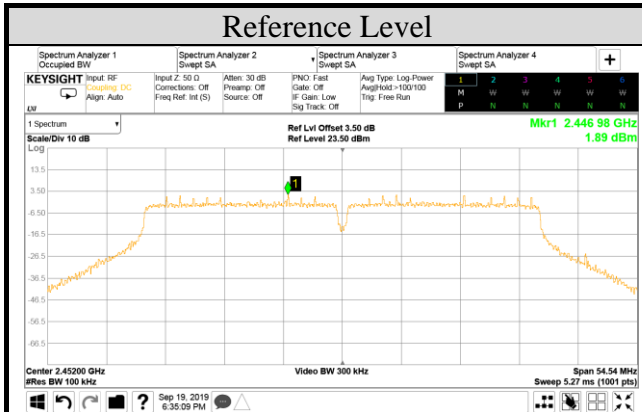 Reference Level
Spectrum Analyzer 1
Occupied BW
Spectrum Analyzer 2
Swept SA
Spectrum Analyzer 3
Swept SA
Spectrum Analyzer 4
Swept SA
+
KEYSIGHT
Input: RF
Coupling: DC
Align: Auto
Input Z: 50 Ω
Corrections: Off
Freq Ref: Int (S)
Atten: 30 dB
Preamp: Off
Source: Off
PNO: Fast
Gate: Off
IF Gain: Low
Sig Track: Off
Avg Type: Log-Power
Avg|Hold:>100/100
Trig: Free Run
1 2 3 4 5 6
M W W W W W
P N N N N N
LXI
1 Spectrum
Scale/Div 10 dB
Ref Lvl Offset 3.50 dB
Ref Level 23.50 dBm
Mkr1 2.446 98 GHz
1.89 dBm
Log
13.5
3.50
-6.50
-16.5
-26.5
-36.5
-46.5
-56.5
-66.5
1
Center 2.45200 GHz
#Res BW 100 kHz
Video BW 300 kHz
Span 54.54 MHz
Sweep 5.27 ms (1001 pts)
?
Sep 19, 2019
6:35:09 PM